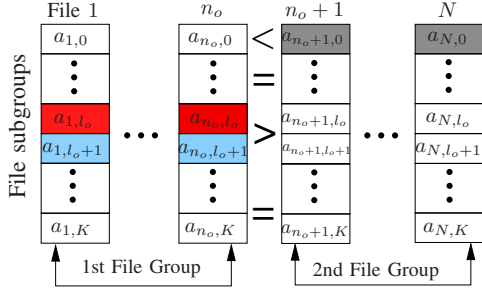 File 1 n_o n_o + 1 N
a_{1,0} a_{n_o,0} < a_{n_o+1,0} a_{N,0}
=
a_{1,l_o} a_{n_o,l_o} a_{n_o+1,l_o} a_{N,l_o}
>
a_{1,l_o+1} a_{n_o,l_o+1} a_{n_o+1,l_o+1} a_{N,l_o+1}
a_{1,K} a_{n_o,K} = a_{n_o+1,K} a_{N,K}
File subgroups
1st File Group 2nd File Group